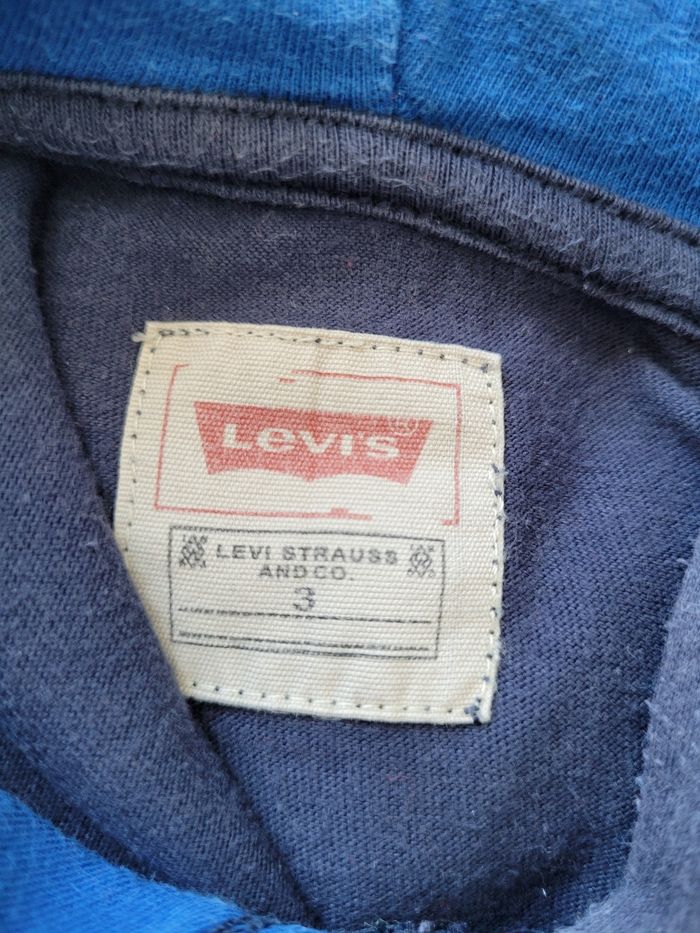 LEVI'S ®
LEVI STRAUSS
AND CO.
3